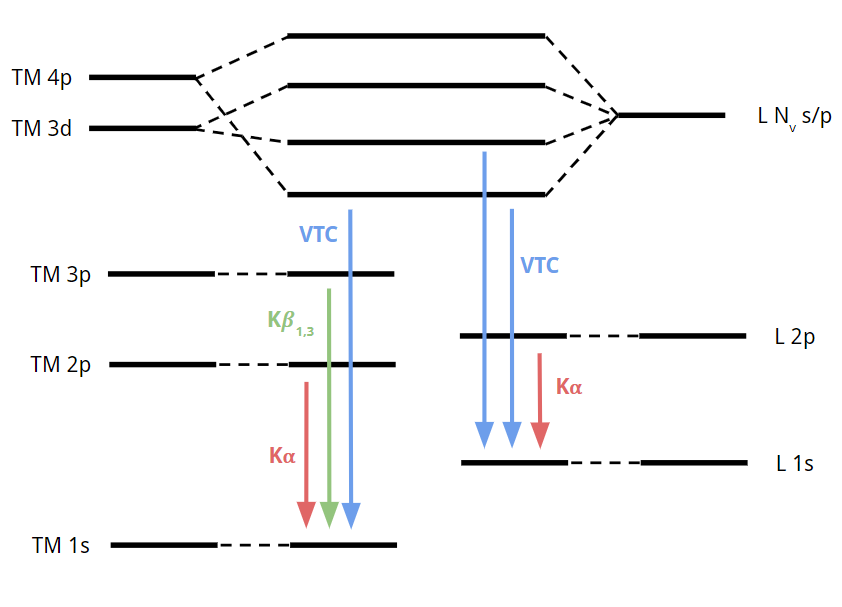 TM 4p
TM 3d
L Nᵥ s/p
VTC
VTC
TM 3p
Kβ₁,₃
L 2p
TM 2p
Kα
Kα
L 1s
TM 1s